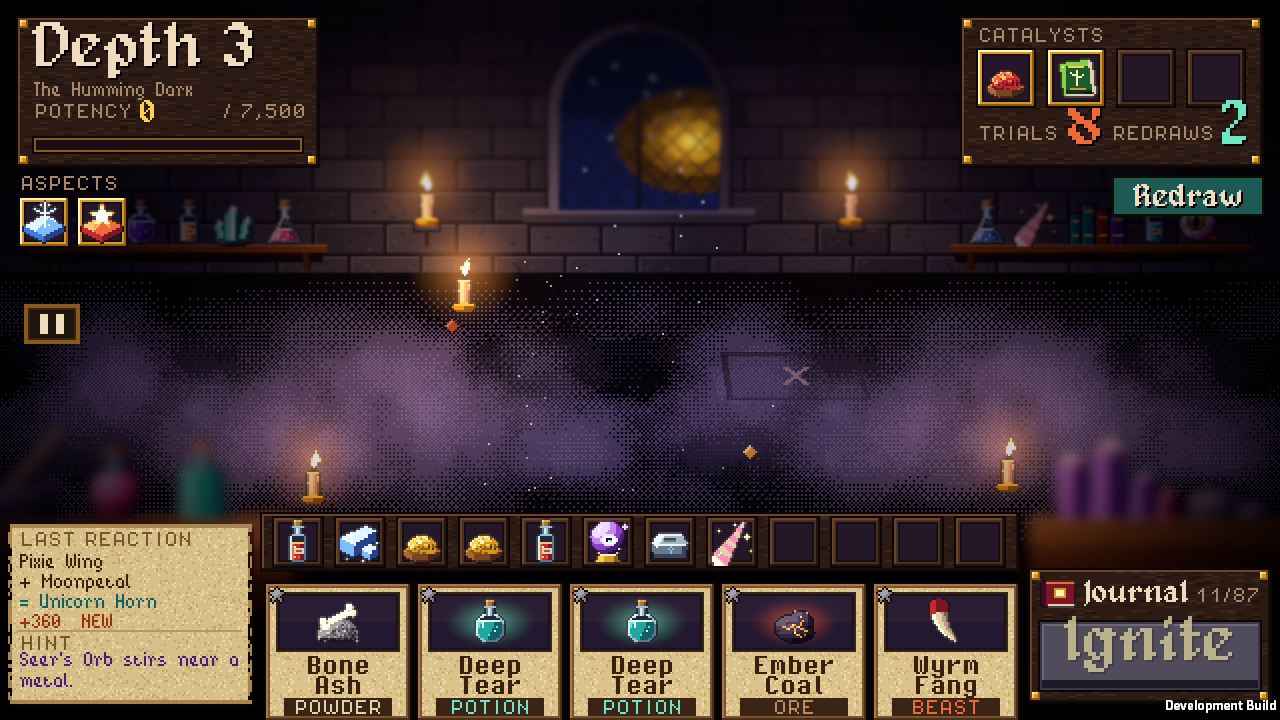 Depth 3
The Humming Dark
POTENCY 0 / 7,500
ASPECTS
CATALYSTS
TRIALS 8 REDRAWS 2
Redraw
LAST REACTION
Pixie Wing
+ Moonpetal
= Unicorn Horn
+360 NEW
HINT
Seer's Orb stirs near a
metal.
Bone
Ash
POWDER
Deep
Tear
POTION
Deep
Tear
POTION
Ember
Coal
ORE
Wyrm
Fang
BEAST
Journal 11/87
Ignite
Development Build